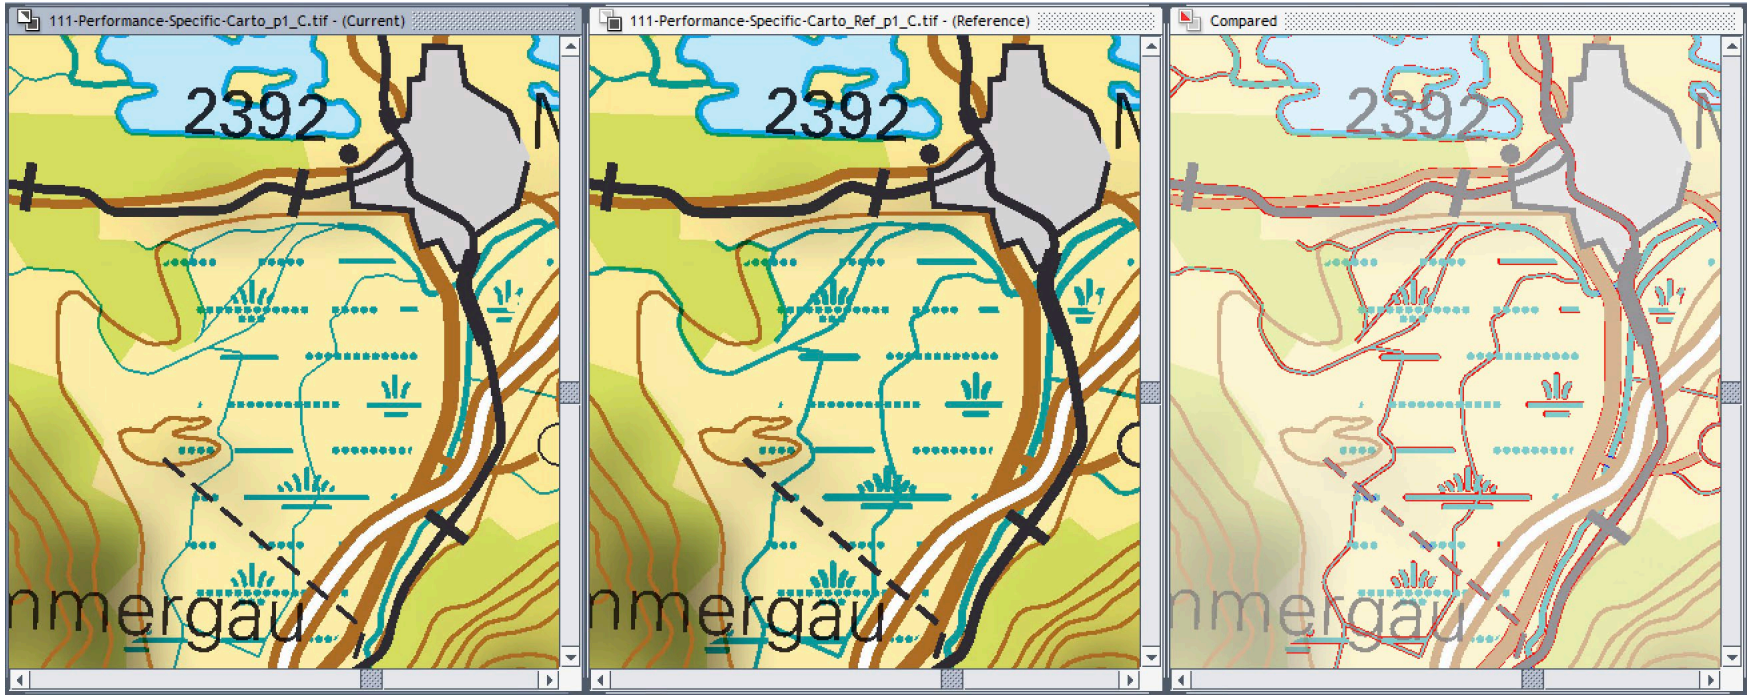 111-Performance-Specific-Carto_p1_C.tif - (Current)
111-Performance-Specific-Carto_Ref_p1_C.tif - (Reference)
Compared
2392
N
2392
N
2392
N
nmergau
nmergau
nmergau